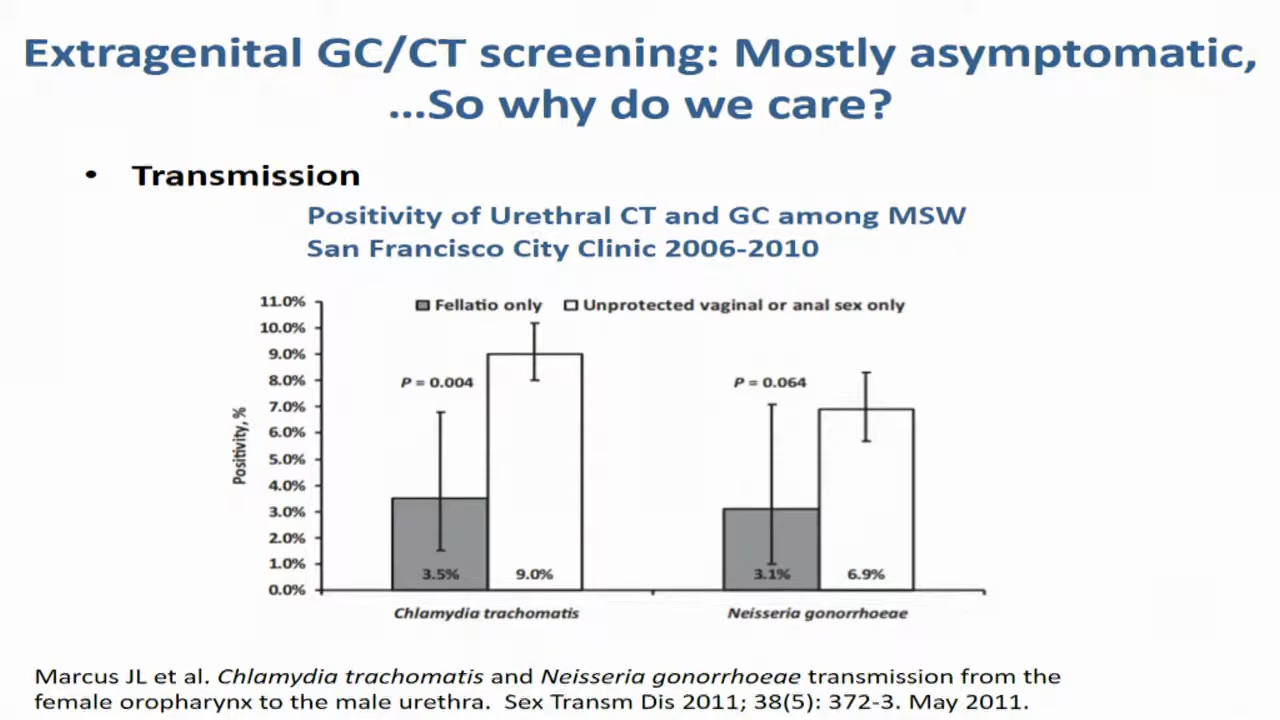 Extragenital GC/CT screening: Mostly asymptomatic,
...So why do we care?
• Transmission
Positivity of Urethral CT and GC among MSW
San Francisco City Clinic 2006-2010
Fellatio only Unprotected vaginal or anal sex only
11.0%
10.0%
9.0%
8.0%
7.0%
6.0%
5.0%
4.0%
3.0%
2.0%
1.0%
0.0%
Positivity, %
P = 0.004
P = 0.064
3.5% 9.0% 3.1% 6.9%
Chlamydia trachomatis Neisseria gonorrhoeae
Marcus JL et al. Chlamydia trachomatis and Neisseria gonorrhoeae transmission from the
female oropharynx to the male urethra. Sex Transm Dis 2011; 38(5): 372-3. May 2011.